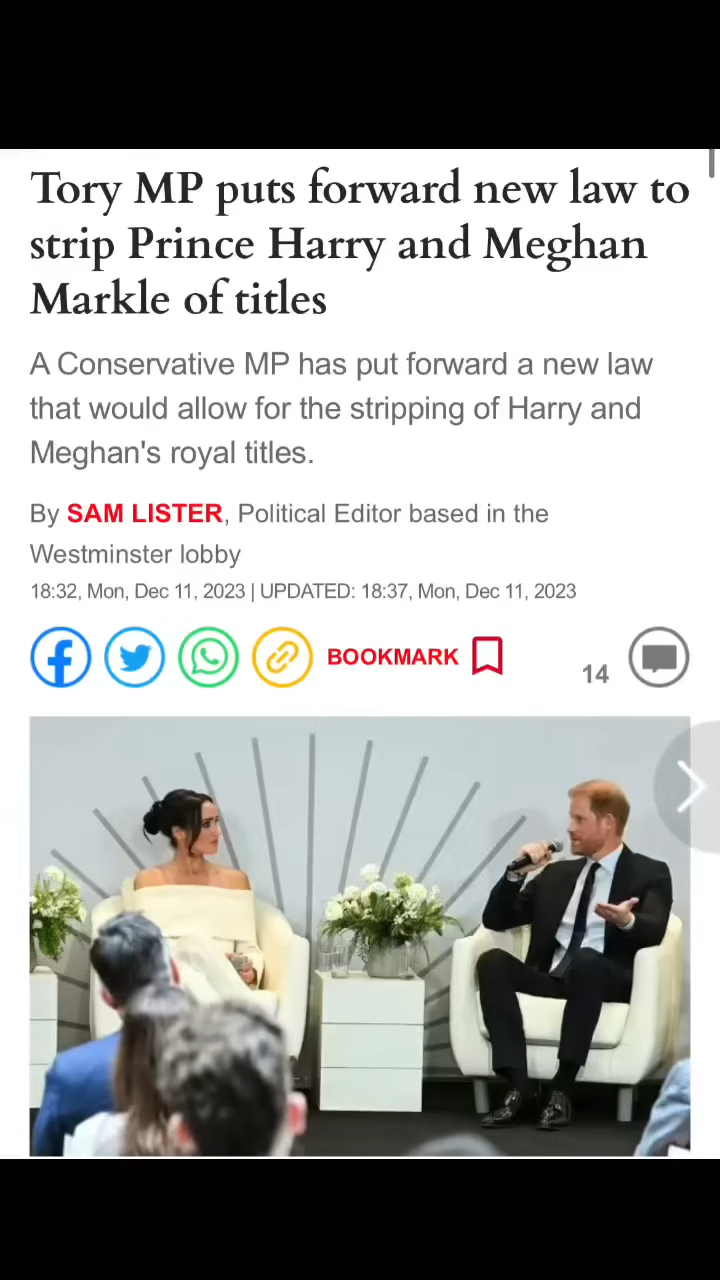 Tory MP puts forward new law to
strip Prince Harry and Meghan
Markle of titles
A Conservative MP has put forward a new law
that would allow for the stripping of Harry and
Meghan's royal titles.
By SAM LISTER, Political Editor based in the
Westminster lobby
18:32, Mon, Dec 11, 2023 | UPDATED: 18:37, Mon, Dec 11, 2023
BOOKMARK
14